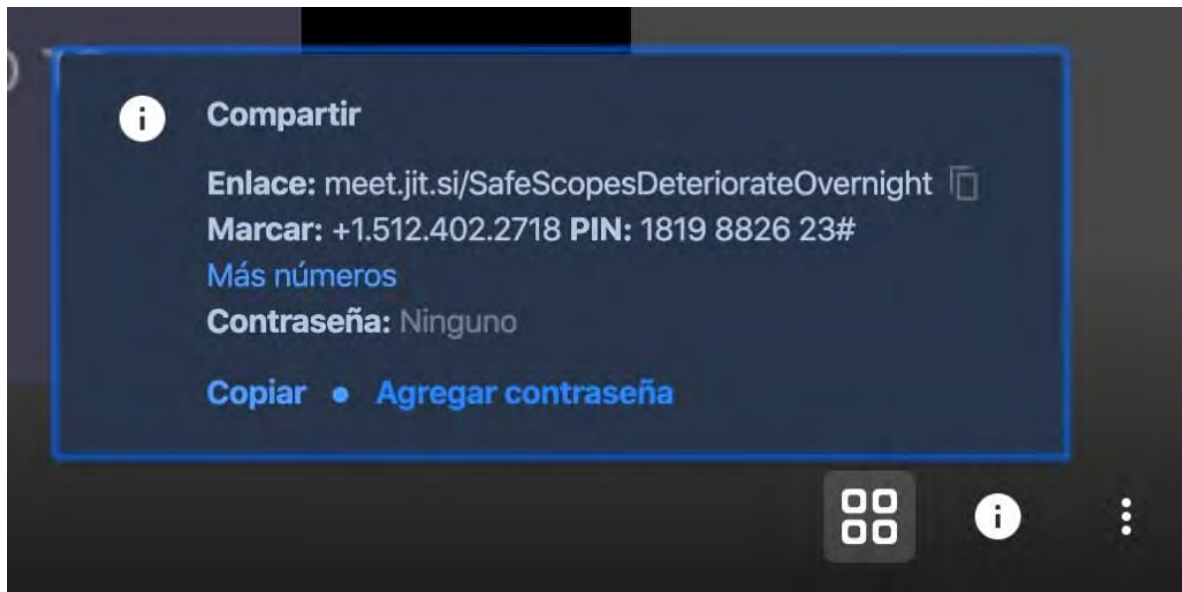 Compartir
Enlace: meet.jit.si/SafeScopesDeteriorateOvernight
Marcar: +1.512.402.2718 PIN: 1819 8826 23#
Más números
Contraseña: Ninguno
Copiar • Agregar contraseña